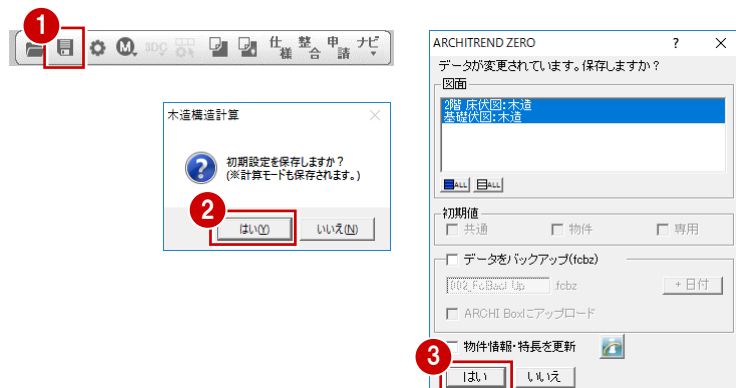 1
M 3DC 仕様 整合 申請 ナビ
木造構造計算
初期設定を保存しますか？
(※計算モードも保存されます。)
2
はい(Y) いいえ(N)
ARCHITREND ZERO ? ×
データが変更されています。保存しますか？
図面
2階 床伏図:木造
基礎伏図:木造
ALL ALL
初期値
共通 物件 専用
データをバックアップ(fcbz)
.fcbz +日付
ARCHI Boxにアップロード
物件情報・特長を更新
3
はい いいえ